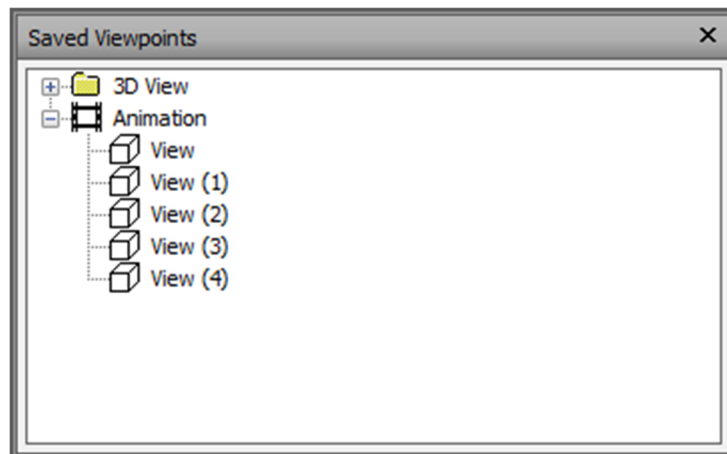 Saved Viewpoints
3D View
Animation
View
View (1)
View (2)
View (3)
View (4)